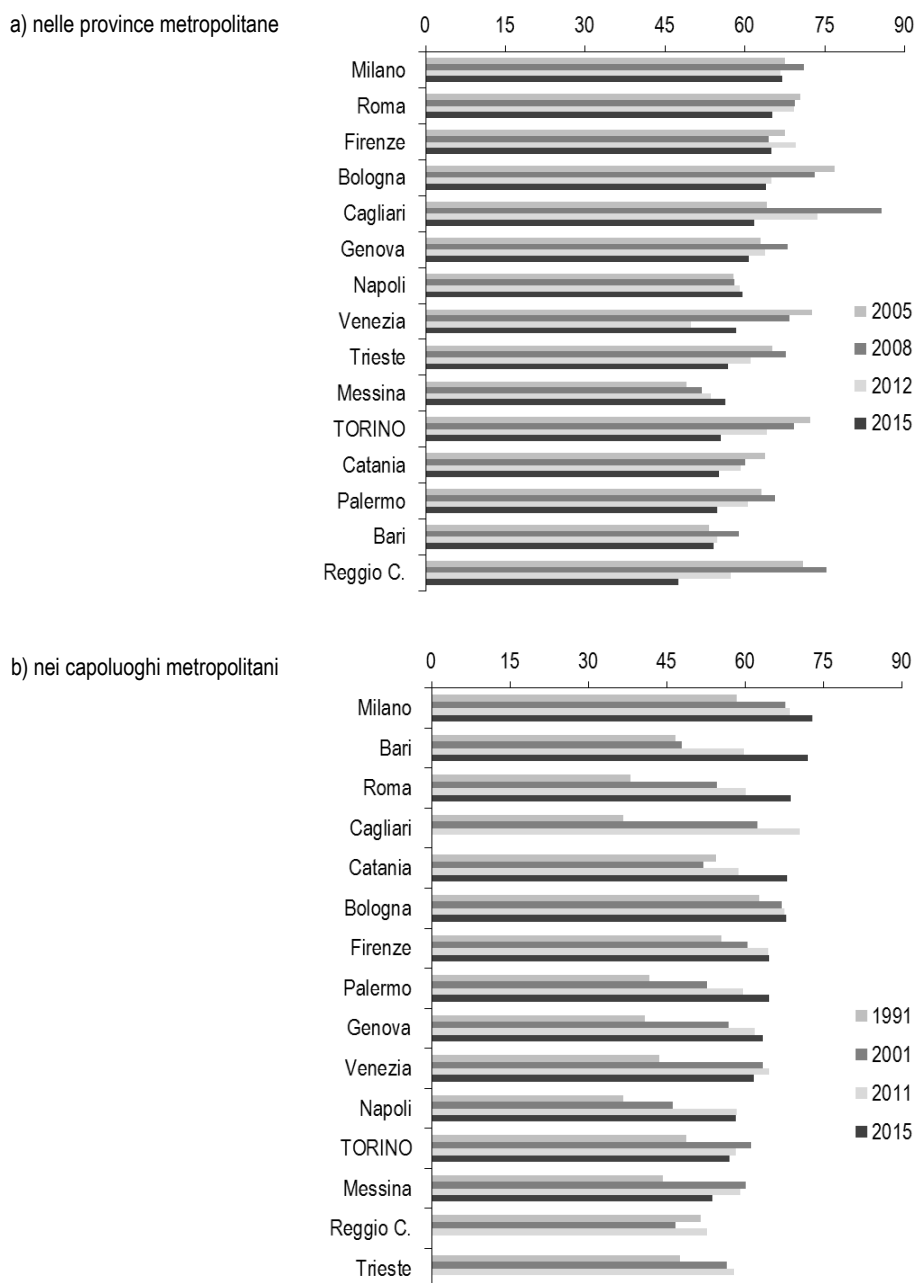 a) nelle province metropolitane
0 15 30 45 60 75 90
Milano
Roma
Firenze
Bologna
Cagliari
Genova
Napoli
Venezia
Trieste
Messina
TORINO
Catania
Palermo
Bari
Reggio C.
2005
2008
2012
2015
b) nei capoluoghi metropolitani
0 15 30 45 60 75 90
Milano
Bari
Roma
Cagliari
Catania
Bologna
Firenze
Palermo
Genova
Venezia
Napoli
TORINO
Messina
Reggio C.
Trieste
1991
2001
2011
2015